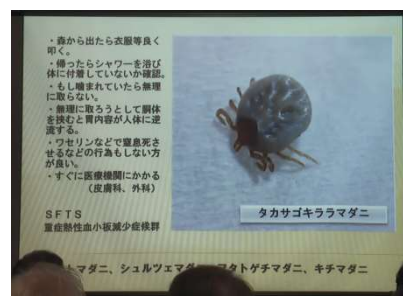 ・森から出たら衣服等良く
叩く。
・帰ったらシャワーを浴び
体に付着していないか確認。
・もし噛まれていたら無理
に取らない。
・無理に取ろうとして胴体
を挟むと胃内容が人体に逆
流する。
・ワセリンなどで窒息死さ
せるなどの行為もしない方
が良い。
・すぐに医療機関にかかる
（皮膚科、外科）
タカサゴキララマダニ
SFTS
重症熱性血小板減少症候群
トマダニ、シュルツェマダニ、フタトゲチマダニ、キチマダニ